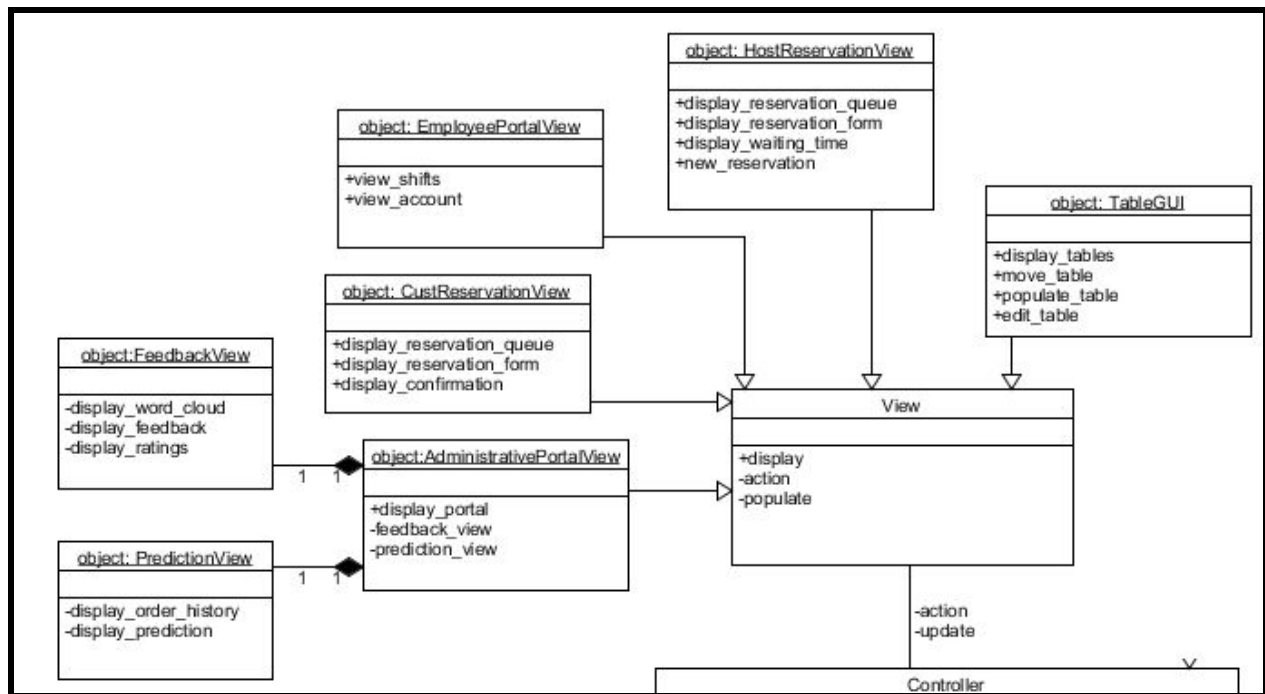 object: HostReservationView
+display_reservation_queue
+display_reservation_form
+display_waiting_time
+new_reservation
object: EmployeePortalView
+view_shifts
+view_account
object: TableGUI
+display_tables
+move_table
+populate_table
+edit_table
object: CustReservationView
+display_reservation_queue
+display_reservation_form
+display_confirmation
object:FeedbackView
-display_word_cloud
-display_feedback
-display_ratings
1 1
object:AdministrativePortalView
+display_portal
-feedback_view
-prediction_view
View
+display
-action
-populate
object: PredictionView
-display_order_history
-display_prediction
1 1
-action
-update
Controller